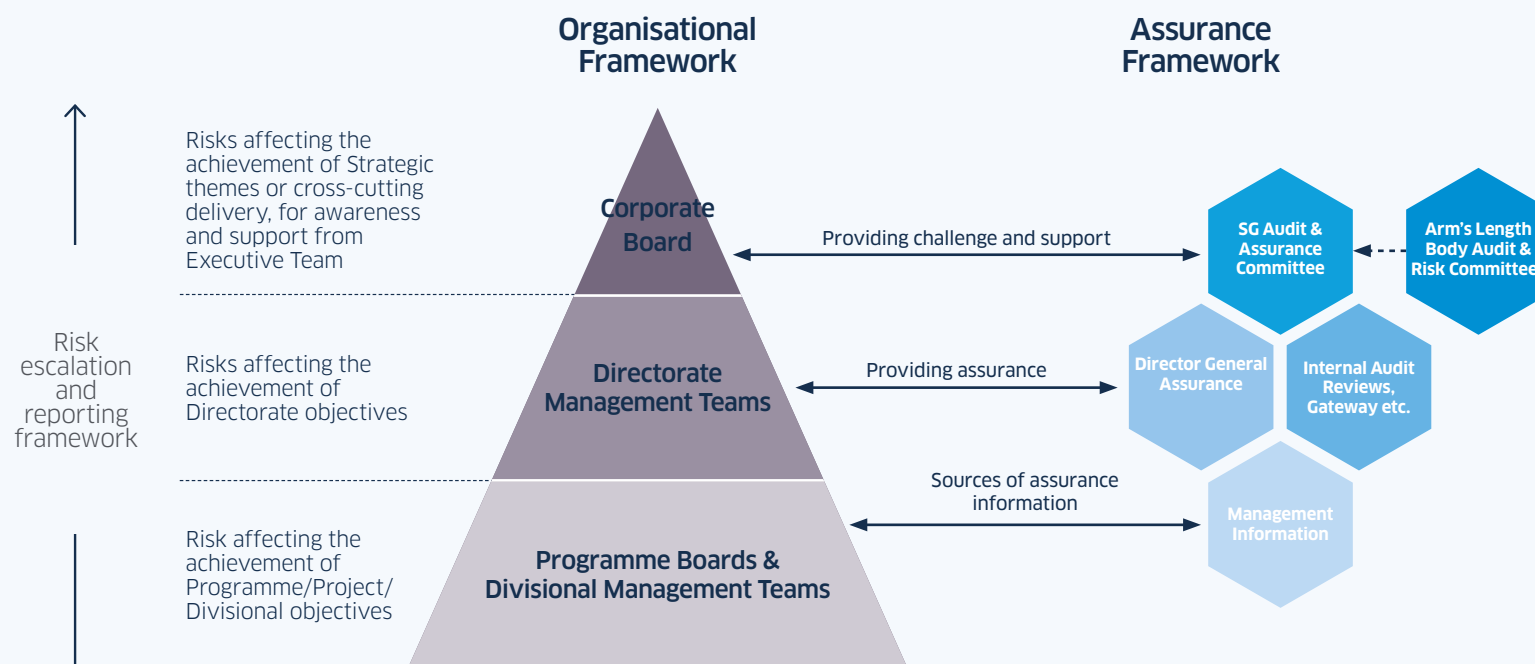 Organisational
Framework
Assurance
Framework
Risks affecting the
achievement of Strategic
themes or cross-cutting
delivery, for awareness
and support from
Executive Team
Corporate
Board
Providing challenge and support
SG Audit &
Assurance
Committee
Arm's Length
Body Audit &
Risk Committee
Risk
escalation
and
reporting
framework
Risks affecting the
achievement of
Directorate objectives
Directorate
Management Teams
Providing assurance
Director General
Assurance
Internal Audit
Reviews,
Gateway etc.
Risk affecting the
achievement of
Programme/Project/
Divisional objectives
Programme Boards &
Divisional Management Teams
Sources of assurance
information
Management
Information